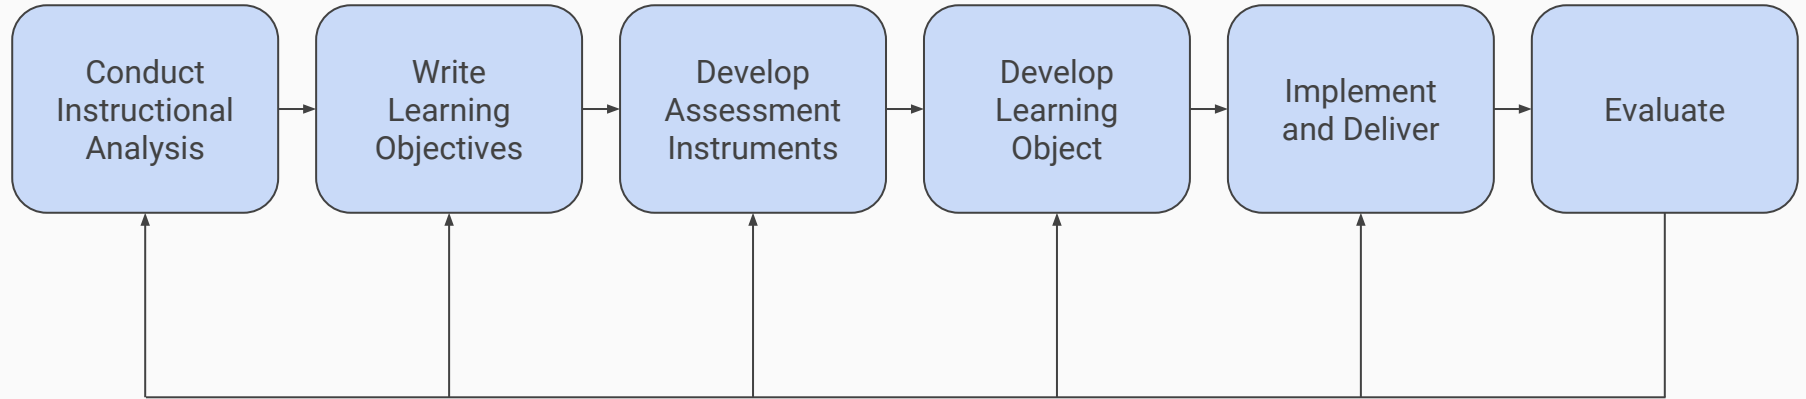 Conduct
Instructional
Analysis
Write
Learning
Objectives
Develop
Assessment
Instruments
Develop
Learning
Object
Implement
and Deliver
Evaluate